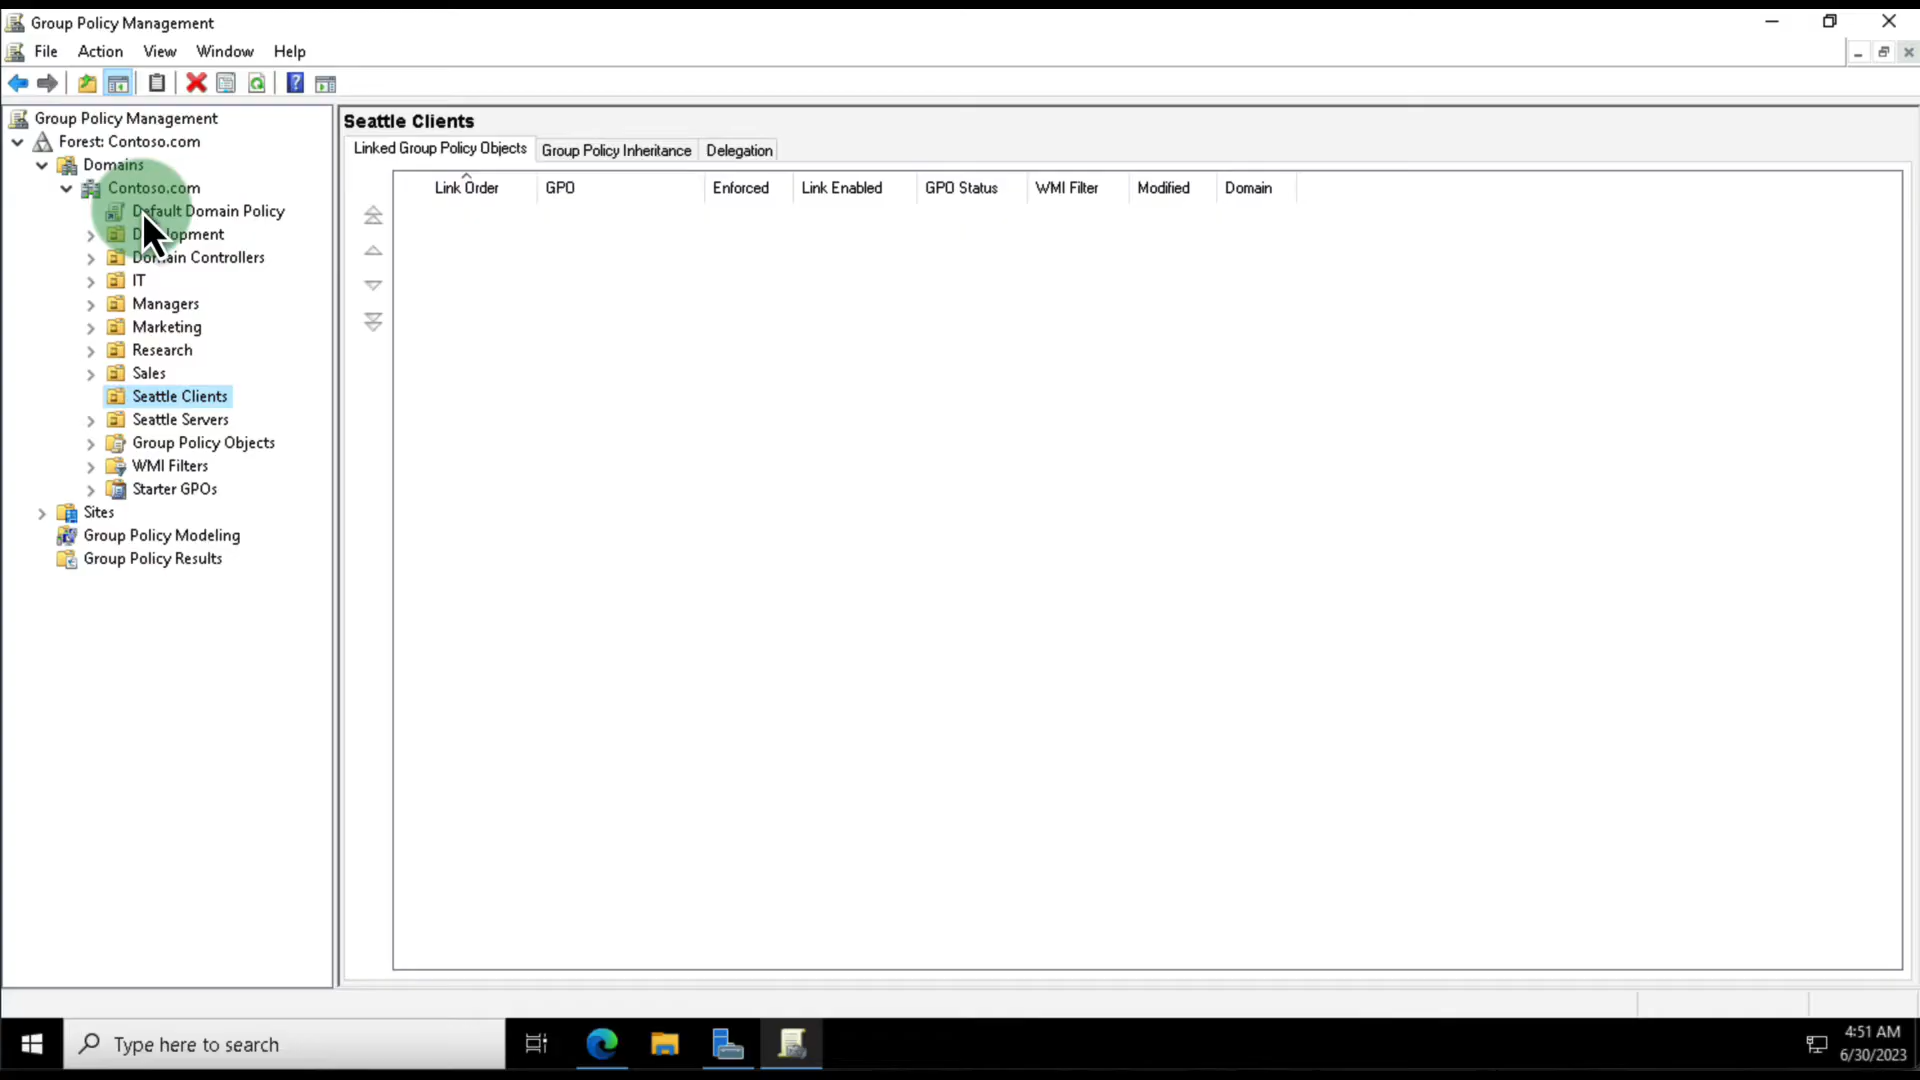 Group Policy Management
File Action View Window Help
Group Policy Management
Forest: Contoso.com
Domains
Contoso.com
Default Domain Policy
Development
Domain Controllers
IT
Managers
Marketing
Research
Sales
Seattle Clients
Seattle Servers
Group Policy Objects
WMI Filters
Starter GPOs
Sites
Group Policy Modeling
Group Policy Results
Seattle Clients
Linked Group Policy Objects Group Policy Inheritance Delegation
Link Order GPO Enforced Link Enabled GPO Status WMI Filter Modified Domain
Type here to search
4:51 AM
6/30/2023